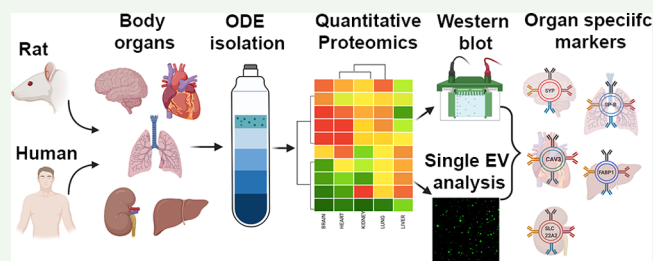 Rat
Human
Body
organs
ODE
isolation
Quantitative
Proteomics
BRAIN
HEART
KIDNEY
LUNG
LIVER
Western
blot
Single EV
analysis
Organ speciifc
markers
SYP
SP-B
CAV3
FABP1
SLC
22A2